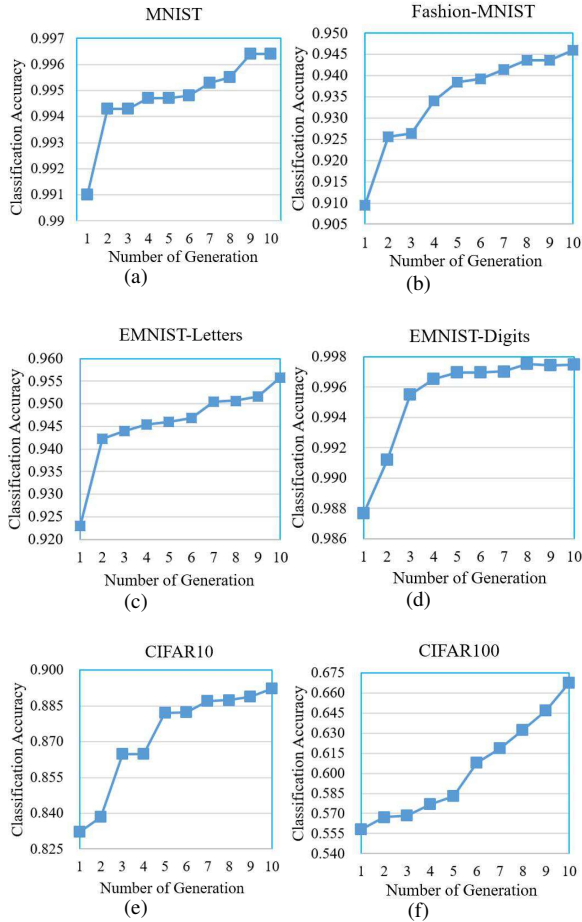 MNIST
Classification Accuracy
0.997
0.996
0.995
0.994
0.993
0.992
0.991
0.99
1 2 3 4 5 6 7 8 9 10
Number of Generation
(a)
Fashion-MNIST
Classification Accuracy
0.950
0.945
0.940
0.935
0.930
0.925
0.920
0.915
0.910
0.905
1 2 3 4 5 6 7 8 9 10
Number of Generation
(b)
EMNIST-Letters
Classification Accuracy
0.960
0.955
0.950
0.945
0.940
0.935
0.930
0.925
0.920
1 2 3 4 5 6 7 8 9 10
Number of Generation
(c)
EMNIST-Digits
Classification Accuracy
0.998
0.996
0.994
0.992
0.990
0.988
0.986
1 2 3 4 5 6 7 8 9 10
Number of Generation
(d)
CIFAR10
Classification Accuracy
0.900
0.885
0.870
0.855
0.840
0.825
1 2 3 4 5 6 7 8 9 10
Number of Generation
(e)
CIFAR100
Classification Accuracy
0.675
0.660
0.645
0.630
0.615
0.600
0.585
0.570
0.555
0.540
1 2 3 4 5 6 7 8 9 10
Number of Generation
(f)